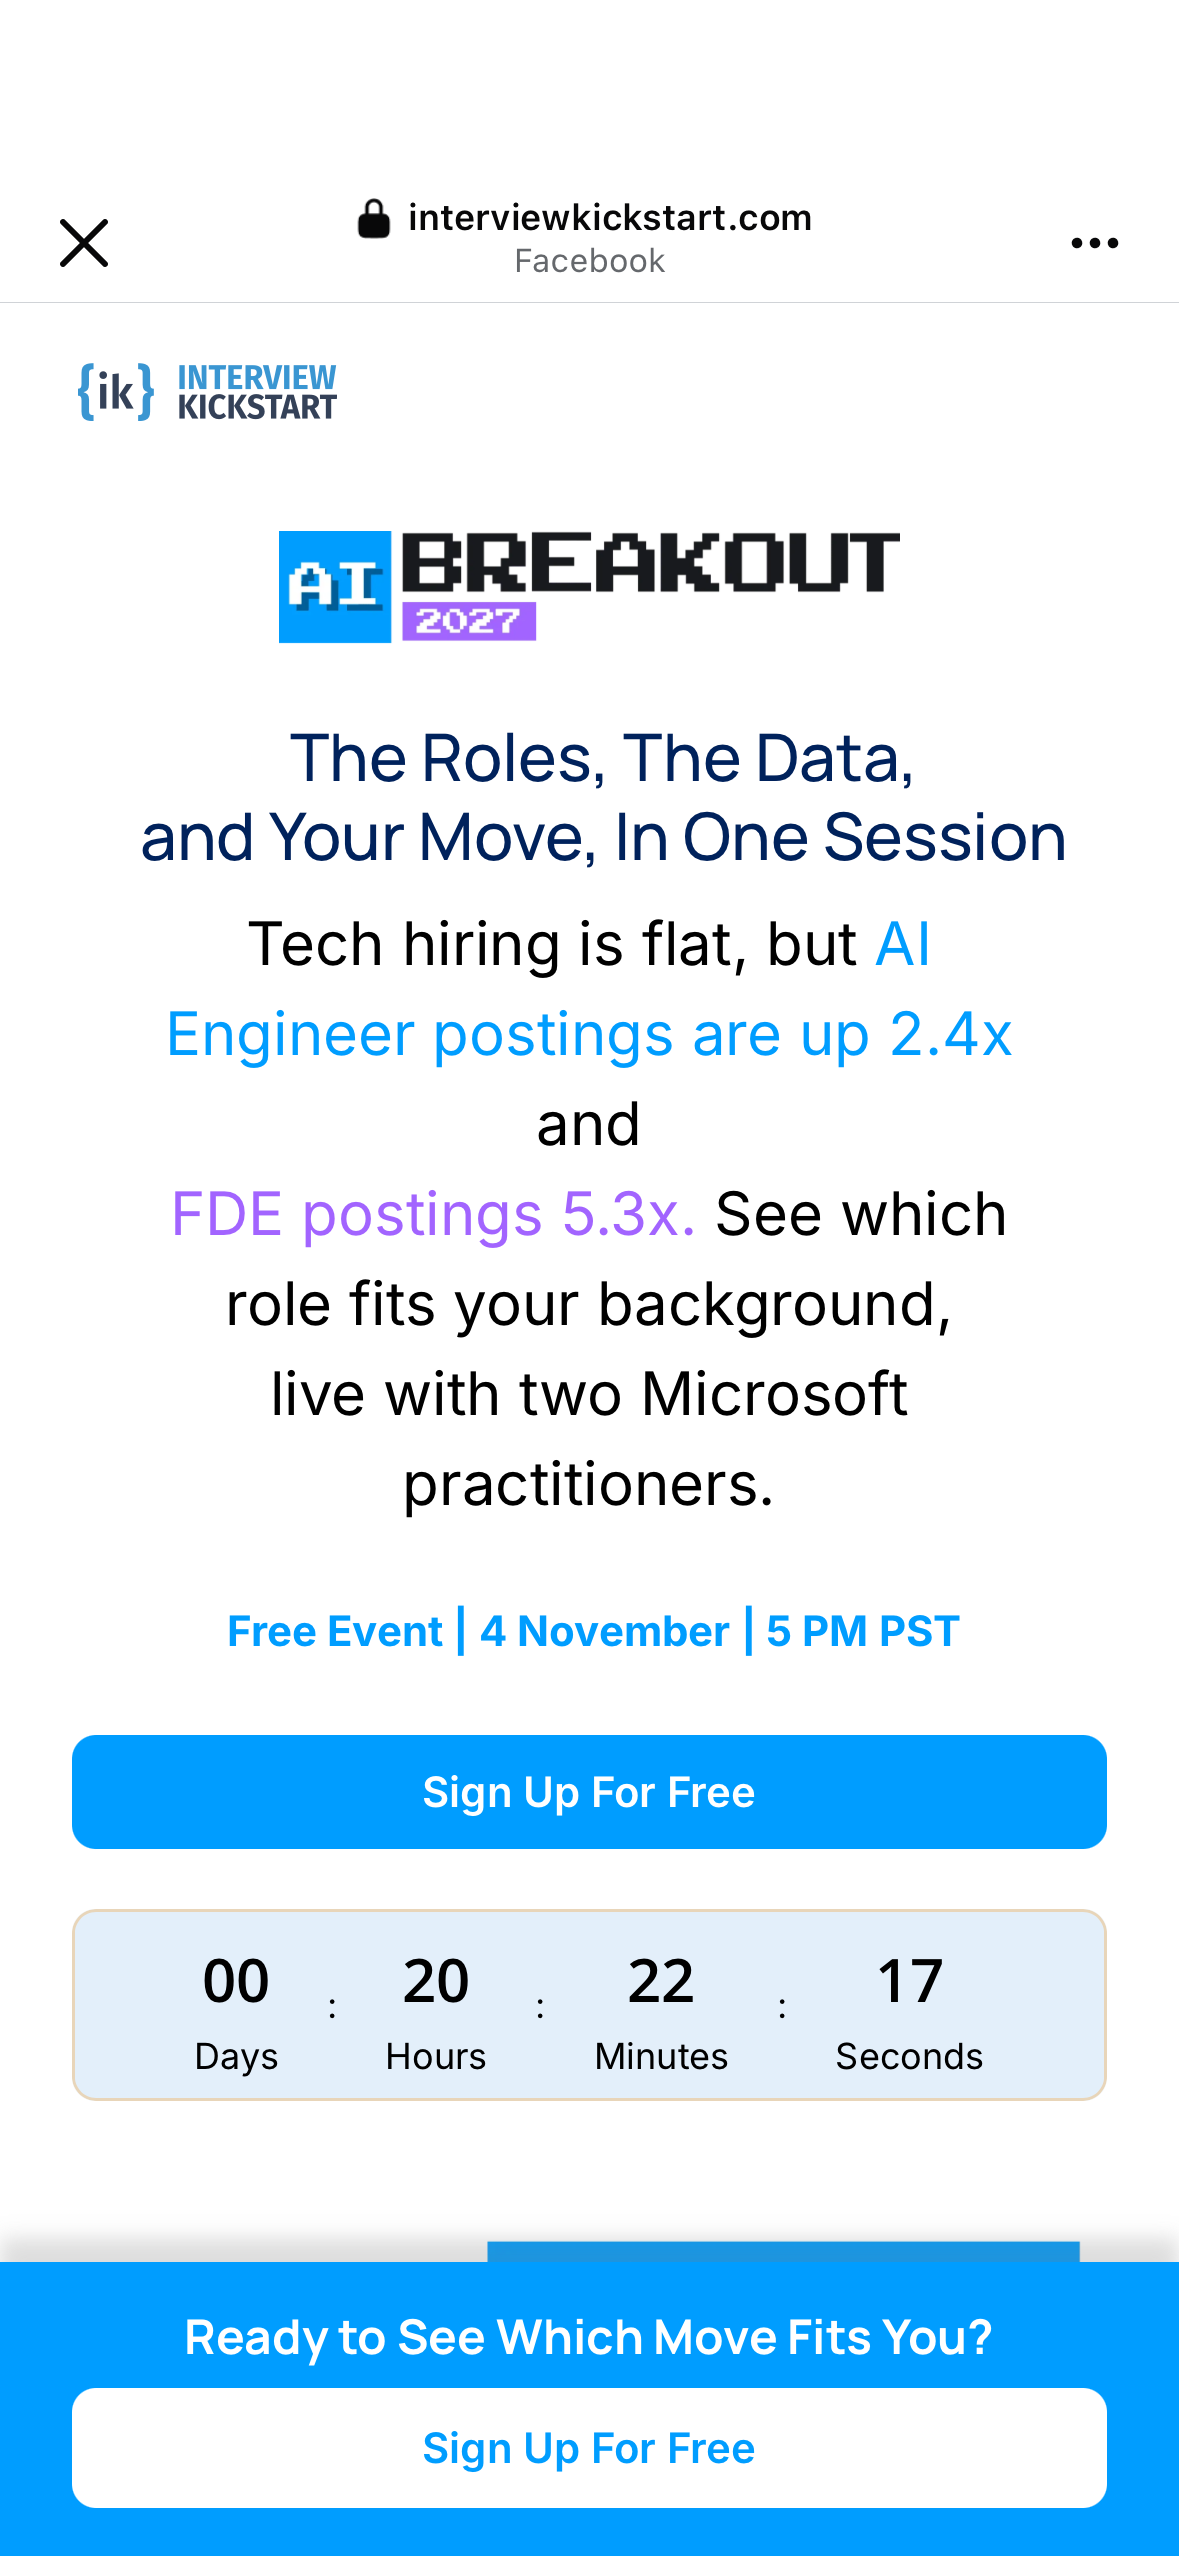 interviewkickstart.com
Facebook
{ik} INTERVIEW
KICKSTART
AI BREAKOUT
2027
The Roles, The Data,
and Your Move, In One Session
Tech hiring is flat, but AI
Engineer postings are up 2.4x
and
FDE postings 5.3x. See which
role fits your background,
live with two Microsoft
practitioners.
Free Event | 4 November | 5 PM PST
Sign Up For Free
00 : 20 : 22 : 17
Days Hours Minutes Seconds
Ready to See Which Move Fits You?
Sign Up For Free